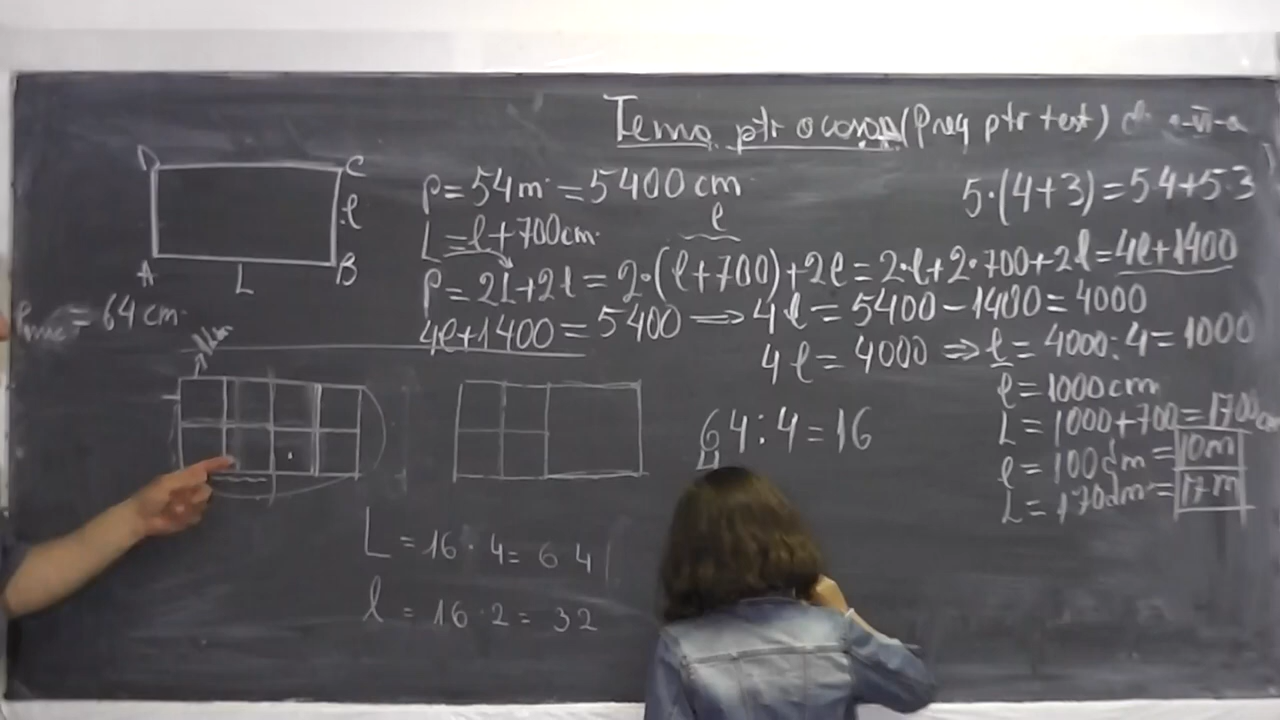 Tema ptr acasa (Preg ptr test)
D C
l
A L B
P = 54 m = 5400 cm
5·(4+3) = 5·4+5·3
L = l + 700 cm
l
P = 2L + 2l = 2·(l+700) + 2l = 2·l + 2·700 + 2l = 4l + 1400
= 64 cm
4l + 1400 = 5400 ⇒ 4l = 5400 - 1400 = 4000
4l = 4000 ⇒ l = 4000:4 = 1000
l = 1000 cm
L = 1000 + 700 = 1700 cm
64:4 = 16
4
l = 100 dm = 10 m
L = 170 dm = 17 m
L = 16 · 4 = 64
l = 16 · 2 = 32